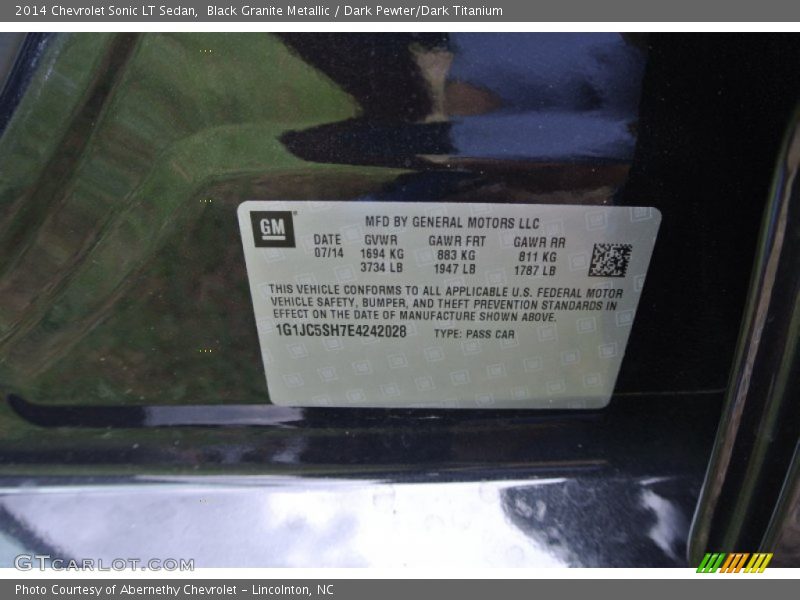 2014 Chevrolet Sonic LT Sedan,  Black Granite Metallic / Dark Pewter/Dark Titanium
GM
MFD BY GENERAL MOTORS LLC
DATE GVWR GAWR FRT GAWR RR
07/14 1694 KG 883 KG 811 KG
3734 LB 1947 LB 1787 LB
THIS VEHICLE CONFORMS TO ALL APPLICABLE U.S. FEDERAL MOTOR
VEHICLE SAFETY, BUMPER, AND THEFT PREVENTION STANDARDS IN
EFFECT ON THE DATE OF MANUFACTURE SHOWN ABOVE.
1G1JC5SH7E4242028 TYPE: PASS CAR
GTCARLOT.COM
Photo Courtesy of Abernethy Chevrolet – Lincolnton, NC